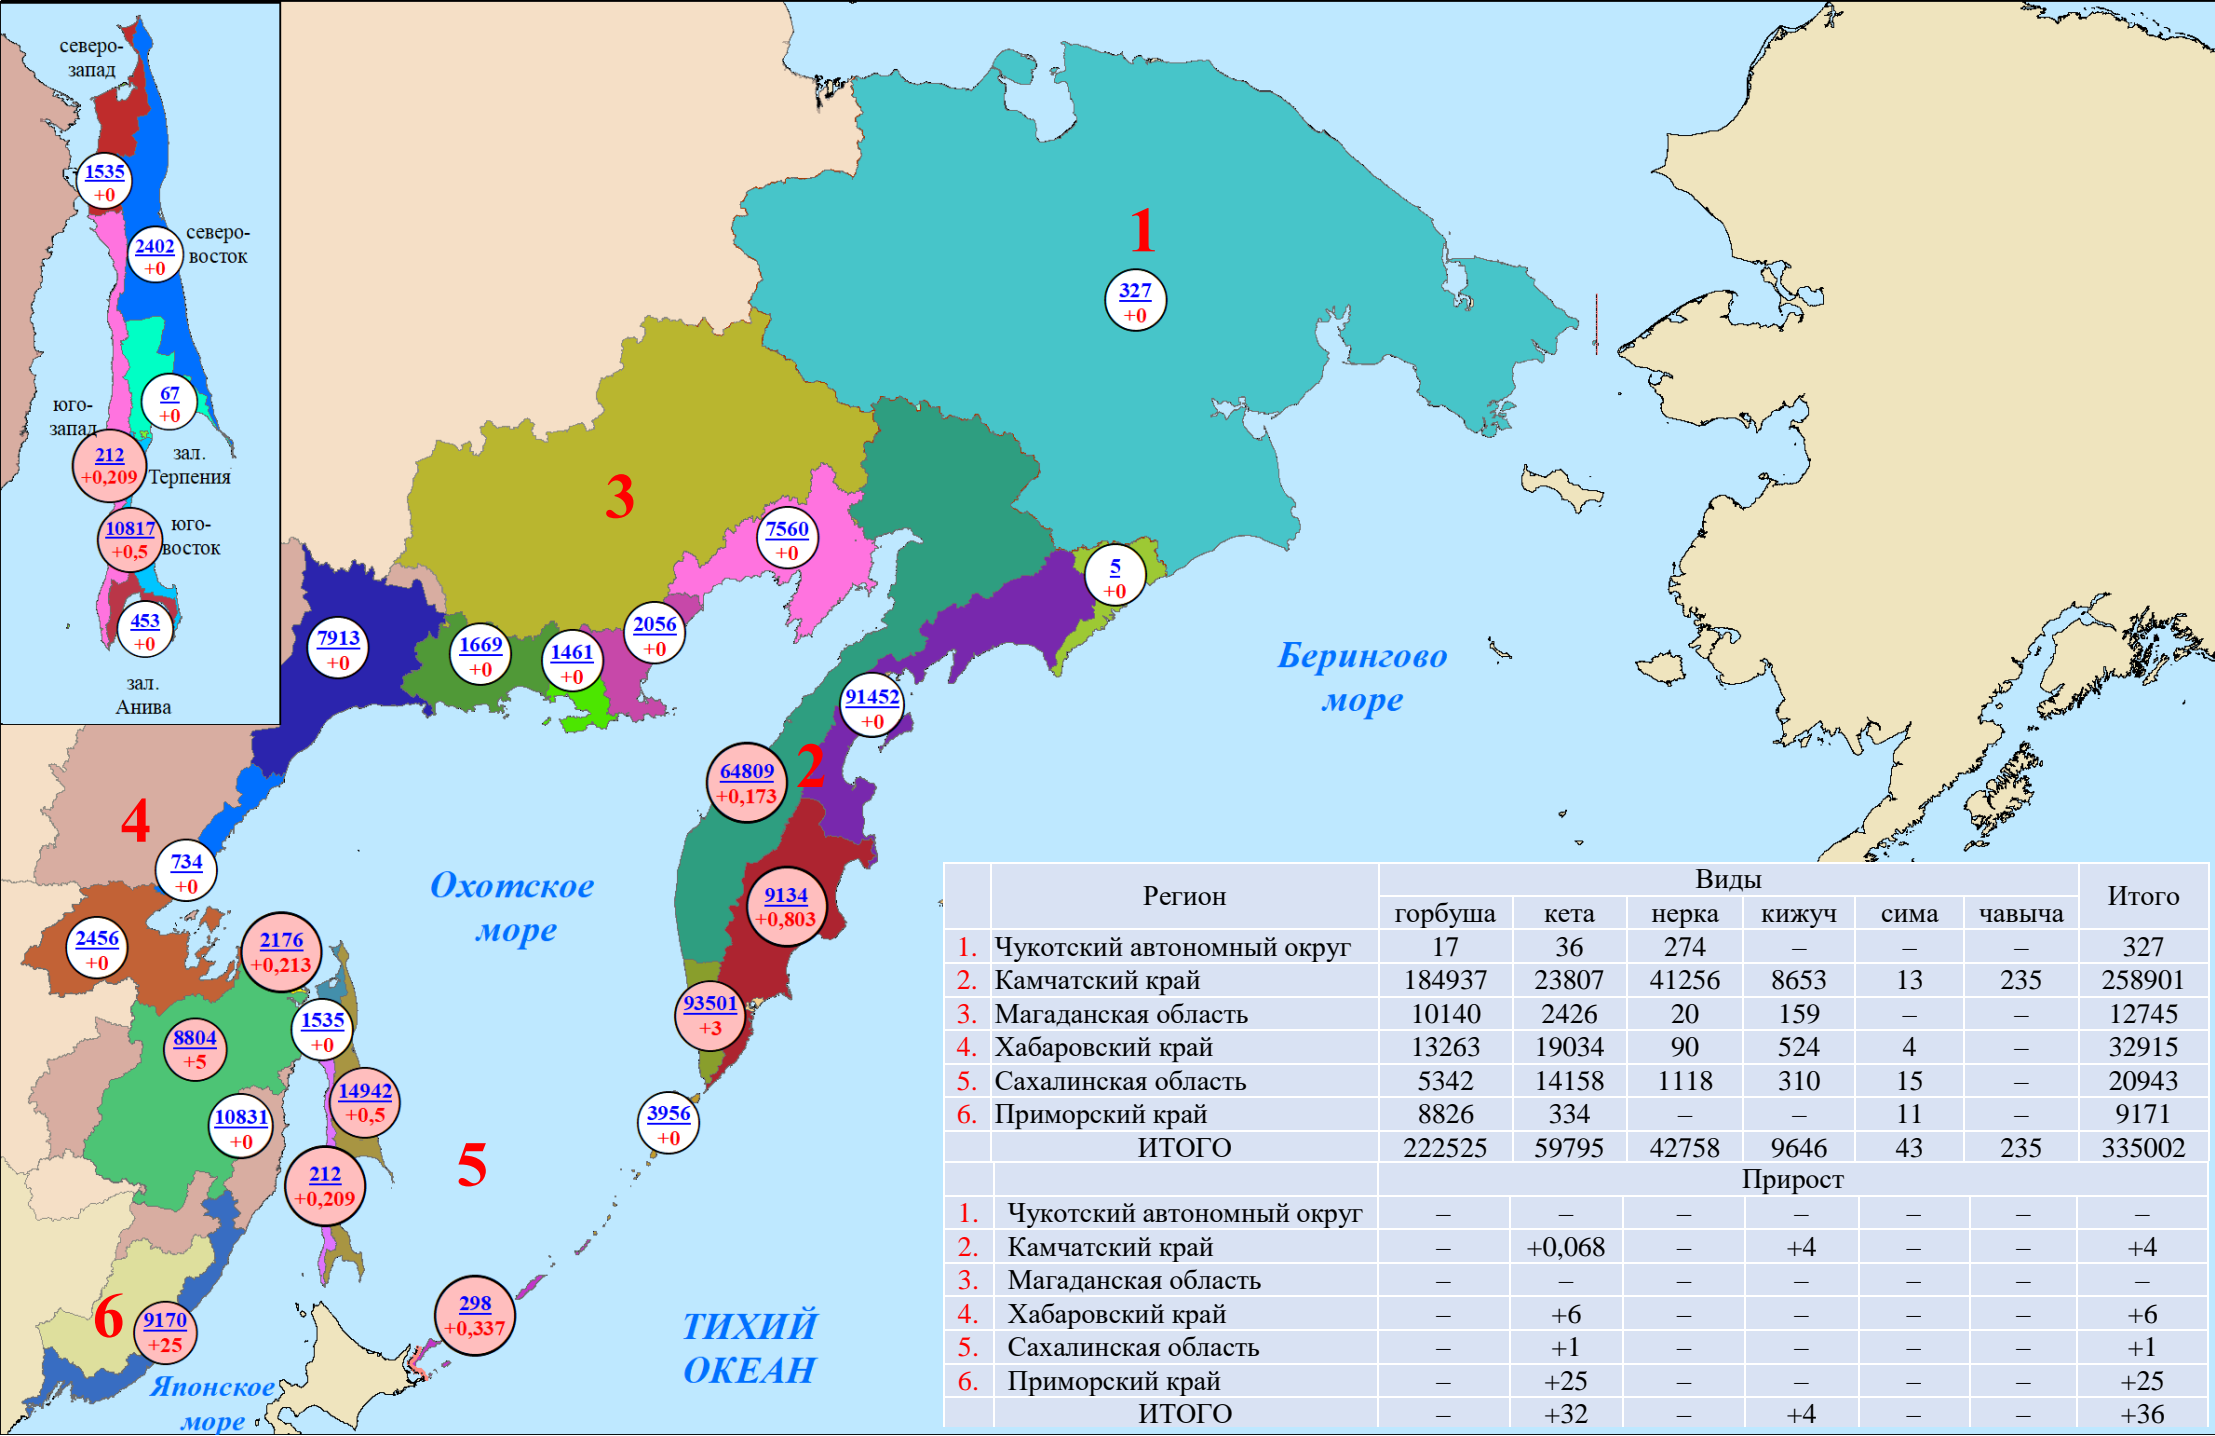 северо-
запад
1535
+0
северо-
восток
2402
+0
67
+0
юго-
запад
212
+0,209
зал.
Терпения
10817
+0,5
юго-
восток
453
+0
зал.
Анива
1
327
+0
3
7560
+0
5
+0
7913
+0
1669
+0
1461
+0
2056
+0
Берингово
море
91452
+0
2
64809
+0,173
4
734
+0
Охотское
море
9134
+0,803
2456
+0
2176
+0,213
93501
+3
1535
+0
8804
+5
14942
+0,5
10831
+0
3956
+0
5
212
+0,209
6
9170
+25
298
+0,337
ТИХИЙ
ОКЕАН
Японское
море
Регион Виды Итого
горбуша кета нерка кижуч сима чавыча
1. Чукотский автономный округ 17 36 274 – – – 327
2. Камчатский край 184937 23807 41256 8653 13 235 258901
3. Магаданская область 10140 2426 20 159 – – 12745
4. Хабаровский край 13263 19034 90 524 4 – 32915
5. Сахалинская область 5342 14158 1118 310 15 – 20943
6. Приморский край 8826 334 – – 11 – 9171
ИТОГО 222525 59795 42758 9646 43 235 335002
Прирост
1. Чукотский автономный округ – – – – – – –
2. Камчатский край – +0,068 – +4 – – +4
3. Магаданская область – – – – – – –
4. Хабаровский край – +6 – – – – +6
5. Сахалинская область – +1 – – – – +1
6. Приморский край – +25 – – – – +25
ИТОГО – +32 – +4 – – +36